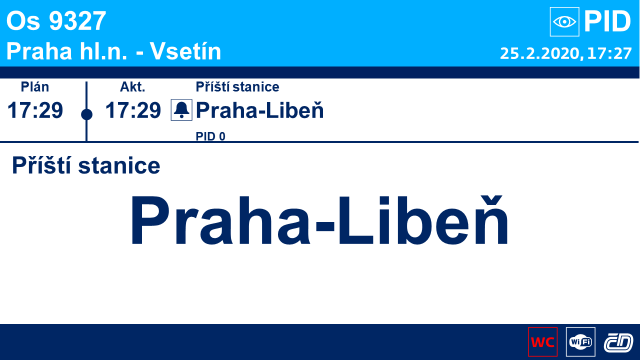 Os 9327
PID
Praha hl.n. - Vsetín
25.2.2020, 17:27
Plán
Akt.
Příští stanice
17:29
17:29
Praha-Libeň
PID 0
Příští stanice
Praha-Libeň
WC
WiFi
ČD